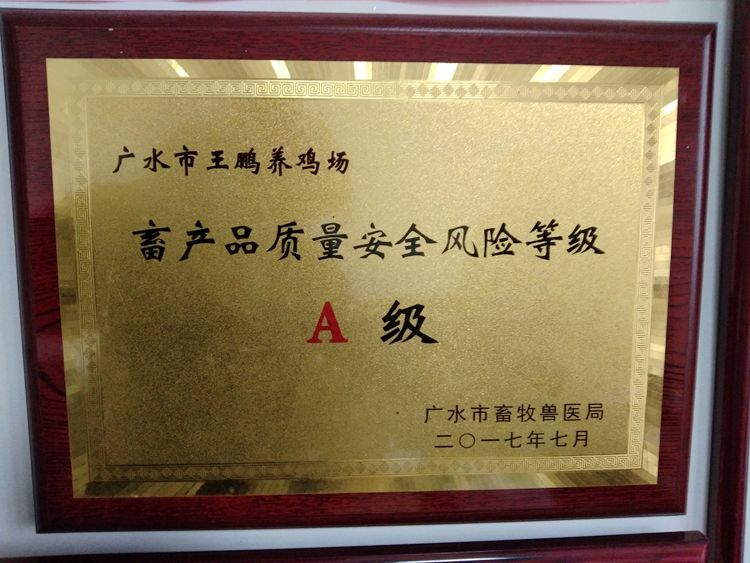 广水市王鹏养鸡场
畜产品质量安全风险等级
A 级
广水市畜牧兽医局
二〇一七年七月